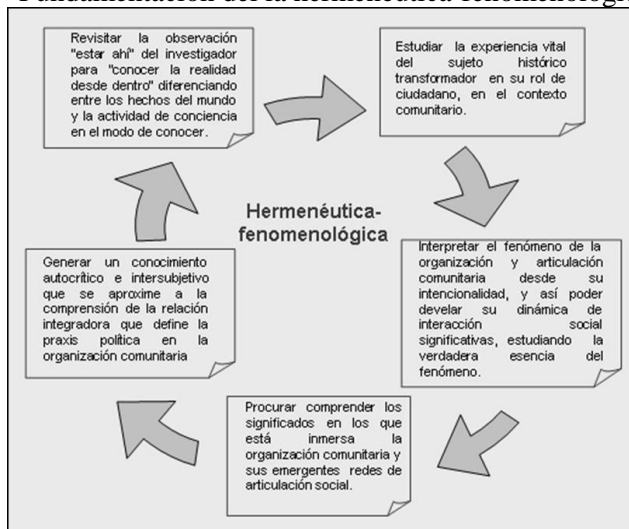 Fundamentación del la hermenéutica-fenomenológi
Revisitar la observación
"estar ahí" del investigador
para "conocer la realidad
desde dentro" diferenciando
entre los hechos del mundo
y la actividad de conciencia
en el modo de conocer.
Estudiar la experiencia vital
del sujeto histórico
transformador en su rol de
ciudadano, en el contexto
comunitario.
Hermenéutica-
fenomenológica
Interpretar el fenómeno de la
organización y articulación
comunitaria desde su
intencionalidad, y así poder
develar su dinámica de
interacción social
significativas, estudiando la
verdadera esencia del
fenómeno.
Procurar comprender los
significados en los que
está inmersa la
organización comunitaria y
sus emergentes redes de
articulación social.
Generar un conocimiento
autocrítico e intersubjetivo
que se aproxime a la
comprensión de la relación
integradora que define la
praxis política en la
organización comunitaria